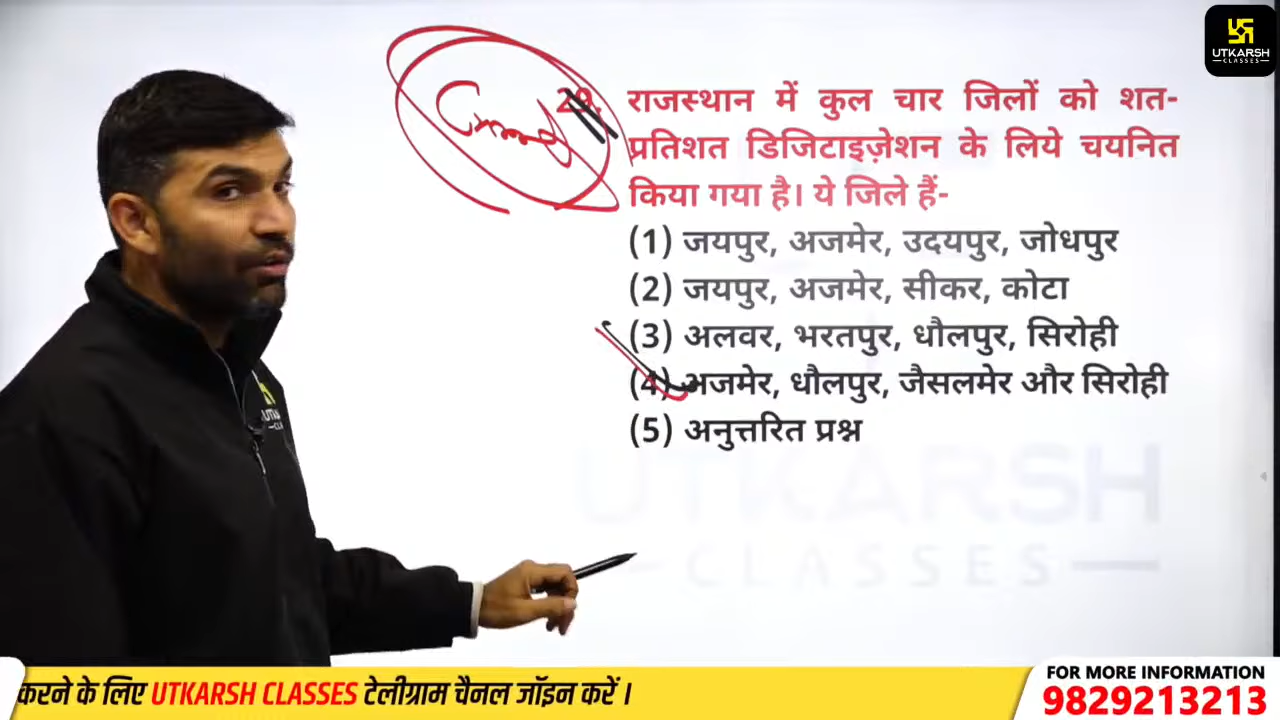 UTKARSH
CLASSES
राजस्थान में कुल चार जिलों को शत-
प्रतिशत डिजिटाइज़ेशन के लिये चयनित
किया गया है। ये जिले हैं-
(1) जयपुर, अजमेर, उदयपुर, जोधपुर
(2) जयपुर, अजमेर, सीकर, कोटा
(3) अलवर, भरतपुर, धौलपुर, सिरोही
(4) अजमेर, धौलपुर, जैसलमेर और सिरोही
(5) अनुत्तरित प्रश्न
UTKARSH
CLASSES
करने के लिए UTKARSH CLASSES टेलीग्राम चैनल जॉइन करें ।
FOR MORE INFORMATION
9829213213